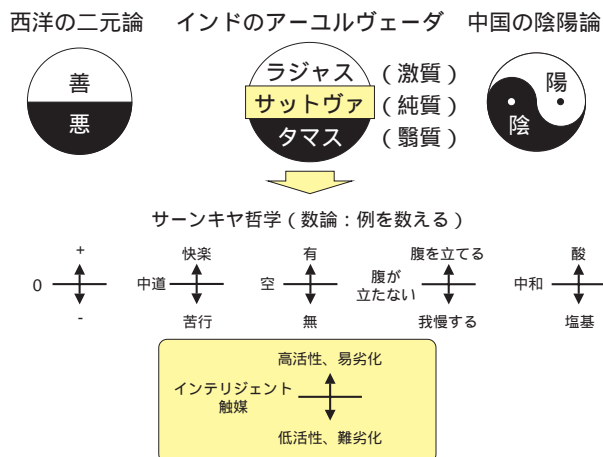 西洋の二元論 インドのアーユルヴェーダ 中国の陰陽論
善
悪
ラジャス (激質)
サットヴァ (純質)
タマス (翳質)
陽
陰
サーンキヤ哲学(数論:例を数える)
+
0
-
快楽
中道
苦行
有
空
無
腹を立てる
腹が
立たない
我慢する
酸
中和
塩基
高活性、易劣化
インテリジェント
触媒
低活性、難劣化